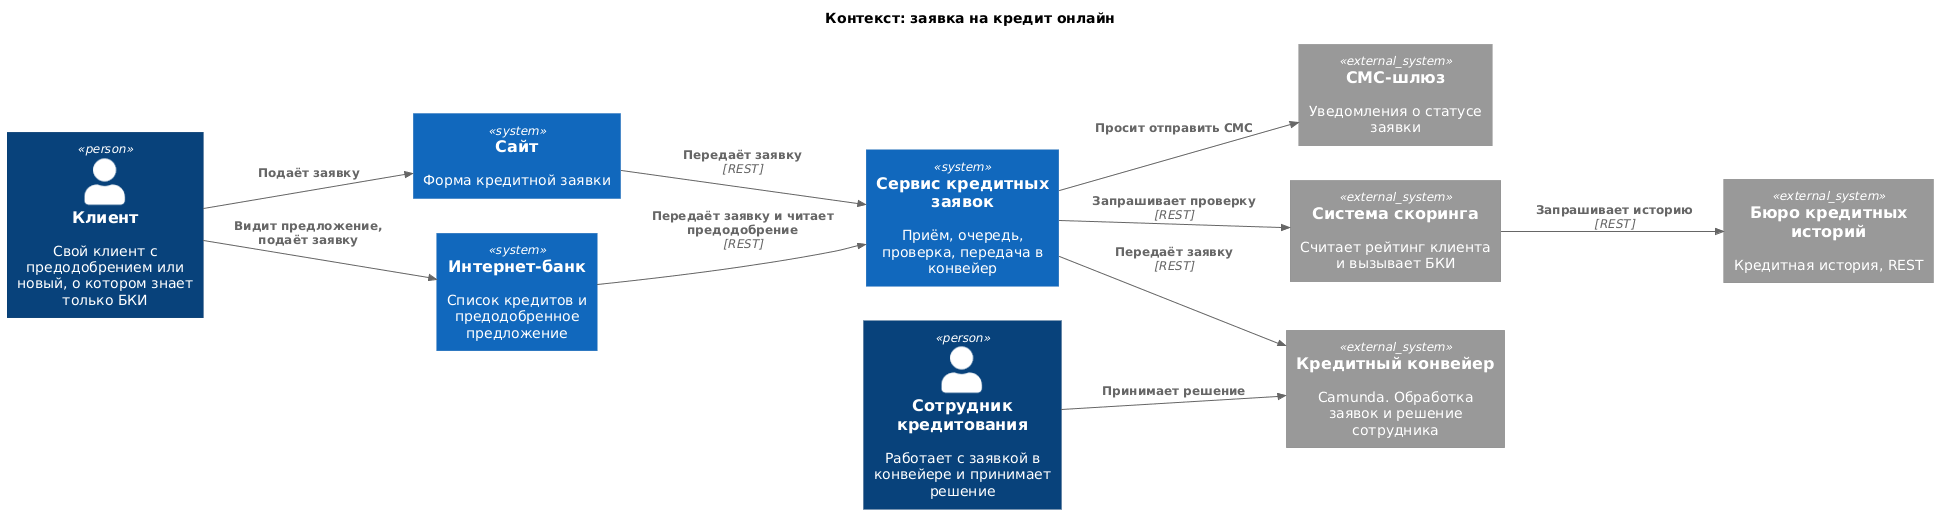 Контекст: заявка на кредит онлайн
«person»
Клиент
Свой клиент с
предодобрением или
новый, о котором знает
только БКИ
Подаёт заявку
Видит предложение,
подаёт заявку
«system»
Сайт
Форма кредитной заявки
«system»
Интернет-банк
Список кредитов и
предодобренное
предложение
Передаёт заявку
[REST]
Передаёт заявку и читает
предодобрение
[REST]
«system»
Сервис кредитных
заявок
Приём, очередь,
проверка, передача в
конвейер
«person»
Сотрудник
кредитования
Работает с заявкой в
конвейере и принимает
решение
Просит отправить СМС
Запрашивает проверку
[REST]
Передаёт заявку
[REST]
Принимает решение
«external_system»
СМС-шлюз
Уведомления о статусе
заявки
«external_system»
Система скоринга
Считает рейтинг клиента
и вызывает БКИ
«external_system»
Кредитный конвейер
Camunda. Обработка
заявок и решение
сотрудника
Запрашивает историю
[REST]
«external_system»
Бюро кредитных
историй
Кредитная история, REST